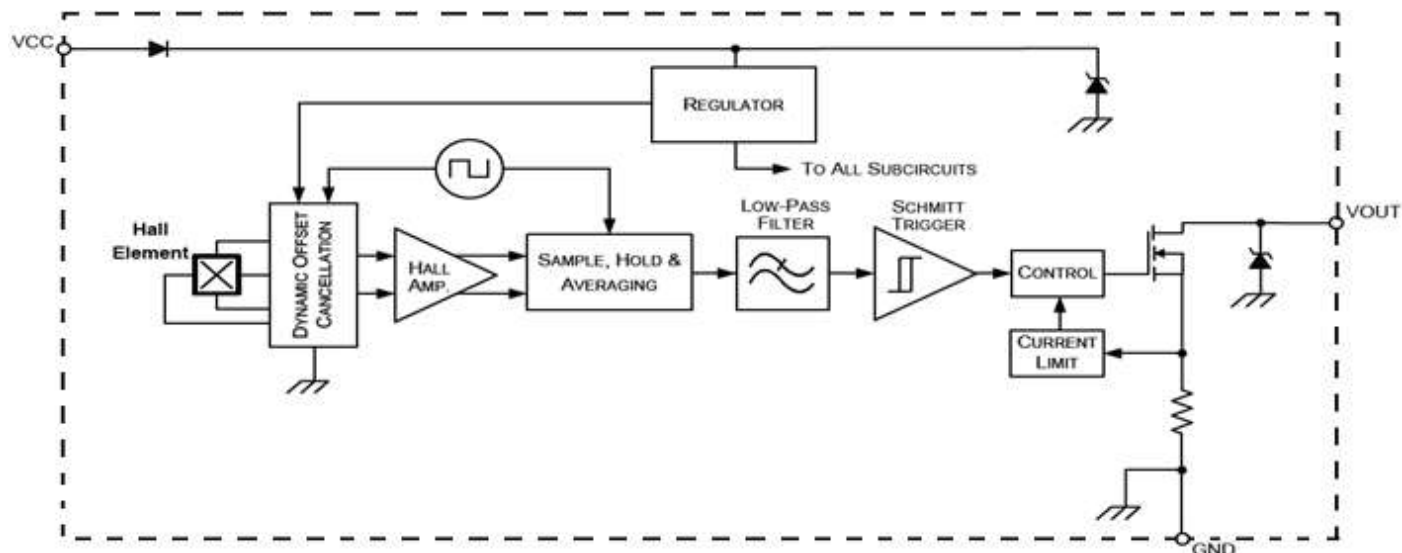 VCC
REGULATOR
TO ALL SUBCIRCUITS
LOW-PASS
FILTER
SCHMITT
TRIGGER
VOUT
Hall
Element
DYNAMIC OFFSET
CANCELLATION
HALL
AMP.
SAMPLE, HOLD &
AVERAGING
CONTROL
CURRENT
LIMIT
GND